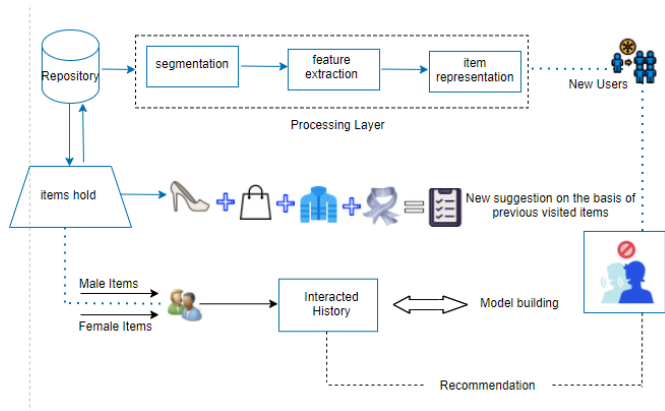 Repository
segmentation
feature
extraction
item
representation
New Users
Processing Layer
items hold
New suggestion on the basis of
previous visited items
Male Items
Female Items
Interacted
History
Model building
Recommendation